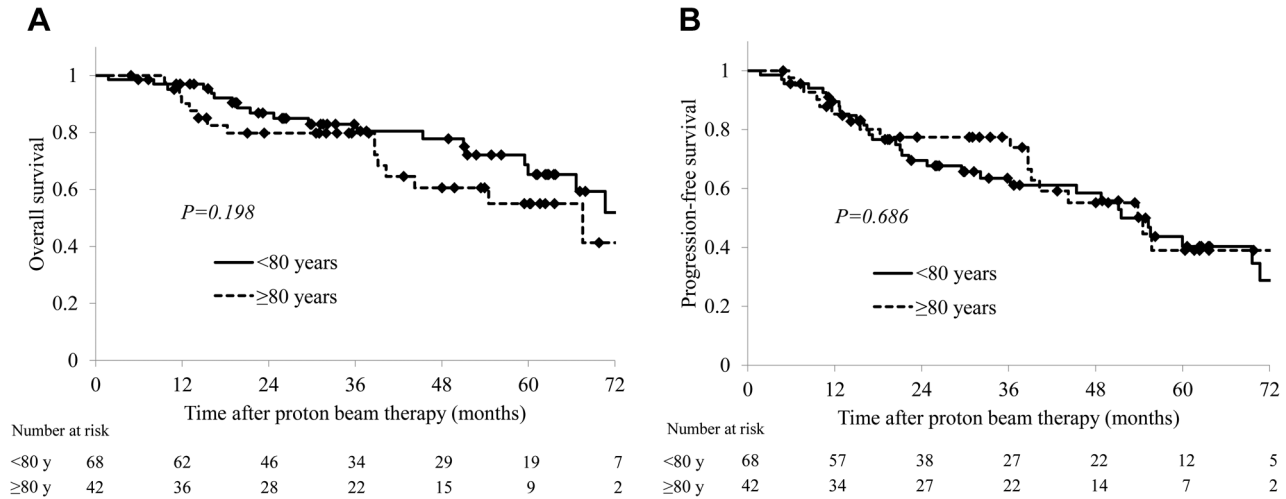 A
Overall survival
1
0.8
0.6
0.4
0.2
0
P=0.198
<80 years
≥80 years
0 12 24 36 48 60 72
Time after proton beam therapy (months)
Number at risk
<80 y 68 62 46 34 29 19 7
≥80 y 42 36 28 22 15 9 2
B
Progression-free survival
1
0.8
0.6
0.4
0.2
0
P=0.686
<80 years
≥80 years
0 12 24 36 48 60 72
Time after proton beam therapy (months)
Number at risk
<80 y 68 57 38 27 22 12 5
≥80 y 42 34 27 22 14 7 2